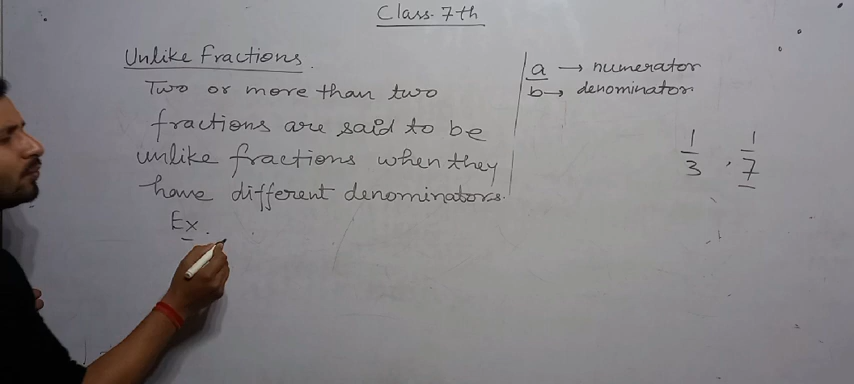 Class. 7th
Unlike fractions.
Two or more than two
fractions are said to be
unlike fractions when they
have different denominators.
Ex.
a → numerator
b → denominator.
1/3 , 1/7